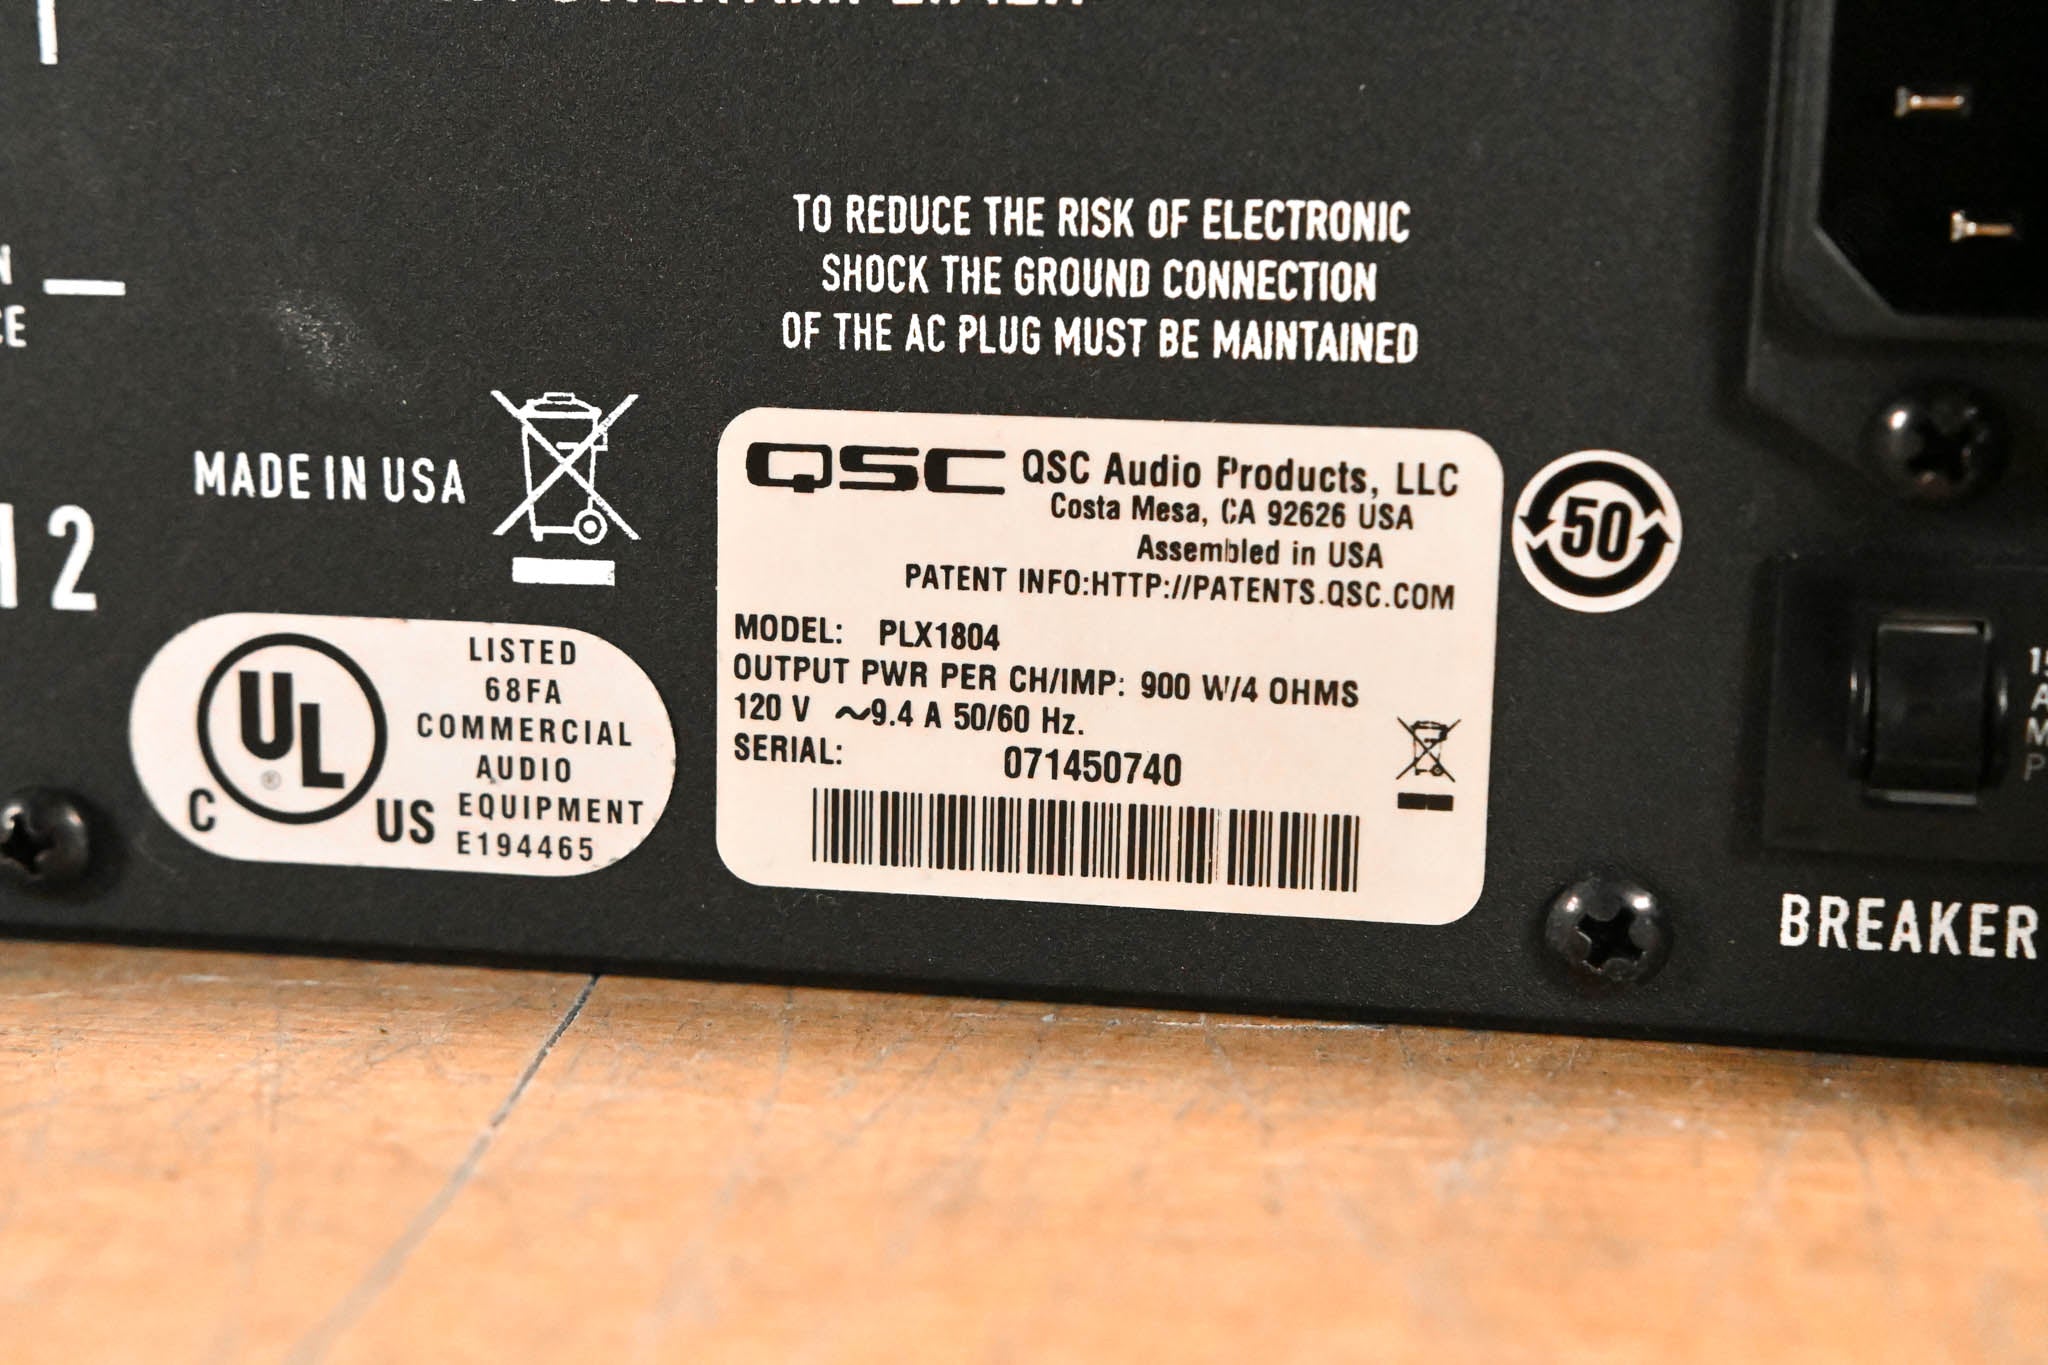 TO REDUCE THE RISK OF ELECTRONIC
SHOCK THE GROUND CONNECTION
OF THE AC PLUG MUST BE MAINTAINED
MADE IN USA
2
QSC QSC Audio Products, LLC
Costa Mesa, CA 92626 USA
Assembled in USA
PATENT INFO:HTTP://PATENTS.QSC.COM
MODEL: PLX1804
OUTPUT PWR PER CH/IMP: 900 W/4 OHMS
120 V ~9.4 A 50/60 Hz.
SERIAL: 071450740
50
LISTED
68FA
COMMERCIAL
AUDIO
EQUIPMENT
E194465
C UL ® US
BREAKER